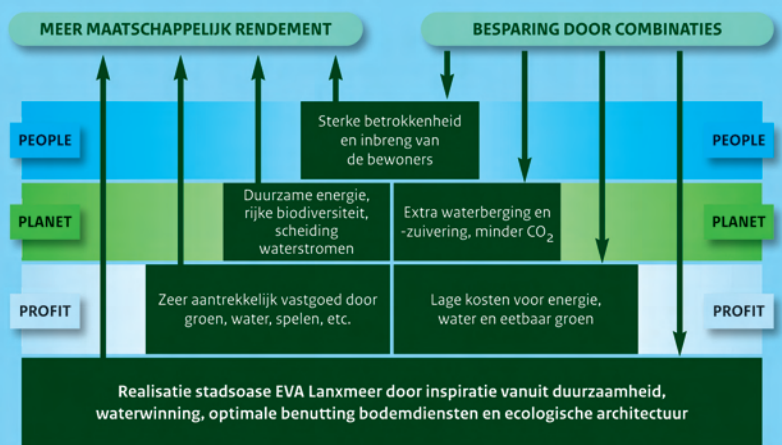 MEER MAATSCHAPPELIJK RENDEMENT
BESPARING DOOR COMBINATIES
PEOPLE
Sterke betrokkenheid
en inbreng van
de bewoners
PEOPLE
PLANET
Duurzame energie,
rijke biodiversiteit,
scheiding
waterstromen
Extra waterberging en
-zuivering, minder CO₂
PLANET
PROFIT
Zeer aantrekkelijk vastgoed door
groen, water, spelen, etc.
Lage kosten voor energie,
water en eetbaar groen
PROFIT
Realisatie stadsoase EVA Lanxmeer door inspiratie vanuit duurzaamheid,
waterwinning, optimale benutting bodemdiensten en ecologische architectuur